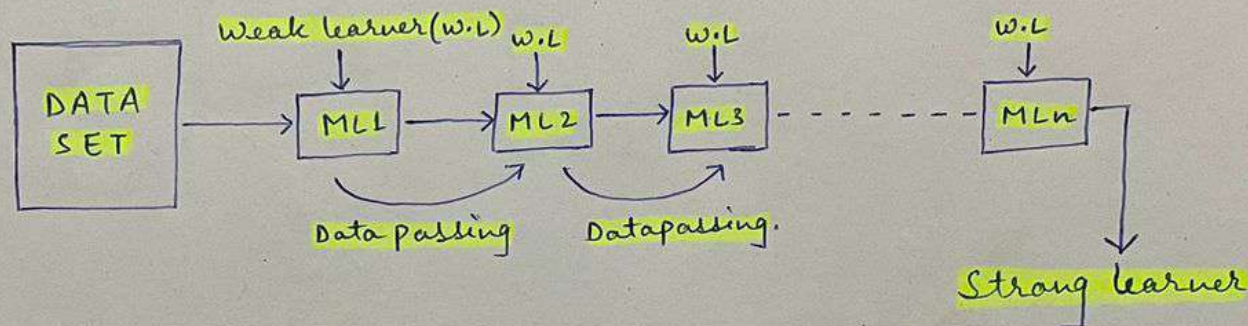 Weak learner(W.L) W.L W.L W.L
DATA
SET
ML1 ML2 ML3 MLn
Data passing Datapassing.
Strong learner